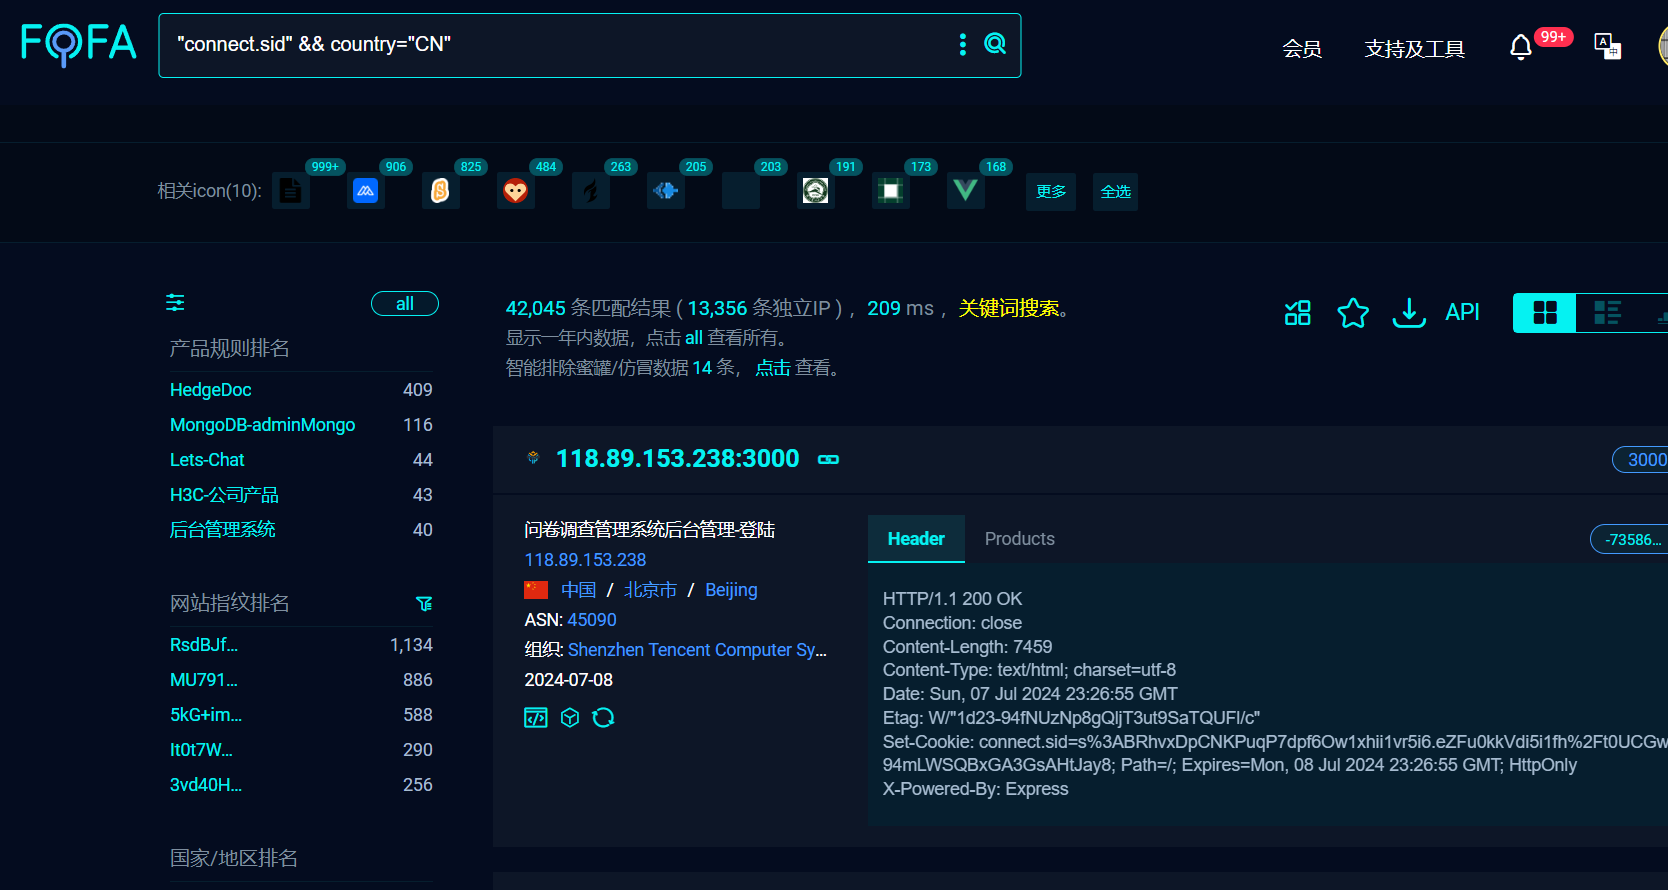 FOFA
"connect.sid" && country="CN"
会员
支持及工具
99+
相关icon(10):
999+
906
825
484
263
205
203
191
173
168
更多
全选
all
产品规则排名
HedgeDoc 409
MongoDB-adminMongo 116
Lets-Chat 44
H3C-公司产品 43
后台管理系统 40
网站指纹排名
RsdBJf... 1,134
MU791... 886
5kG+im... 588
It0t7W... 290
3vd40H... 256
国家/地区排名
42,045 条匹配结果 ( 13,356 条独立IP ) ，209 ms ，关键词搜索。
显示一年内数据，点击 all 查看所有。
智能排除蜜罐/仿冒数据 14 条， 点击 查看。
API
118.89.153.238:3000
3000
问卷调查管理系统后台管理-登陆
118.89.153.238
中国 / 北京市 / Beijing
ASN: 45090
组织: Shenzhen Tencent Computer Sy...
2024-07-08
Header
Products
-73586...
HTTP/1.1 200 OK
Connection: close
Content-Length: 7459
Content-Type: text/html; charset=utf-8
Date: Sun, 07 Jul 2024 23:26:55 GMT
Etag: W/"1d23-94fNUzNp8gQljT3ut9SaTQUFl/c"
Set-Cookie: connect.sid=s%3ABRhvxDpCNKPuqP7dpf6Ow1xhii1vr5i6.eZFu0kkVdi5i1fh%2Ft0UCGw
94mLWSQBxGA3GsAHtJay8; Path=/; Expires=Mon, 08 Jul 2024 23:26:55 GMT; HttpOnly
X-Powered-By: Express